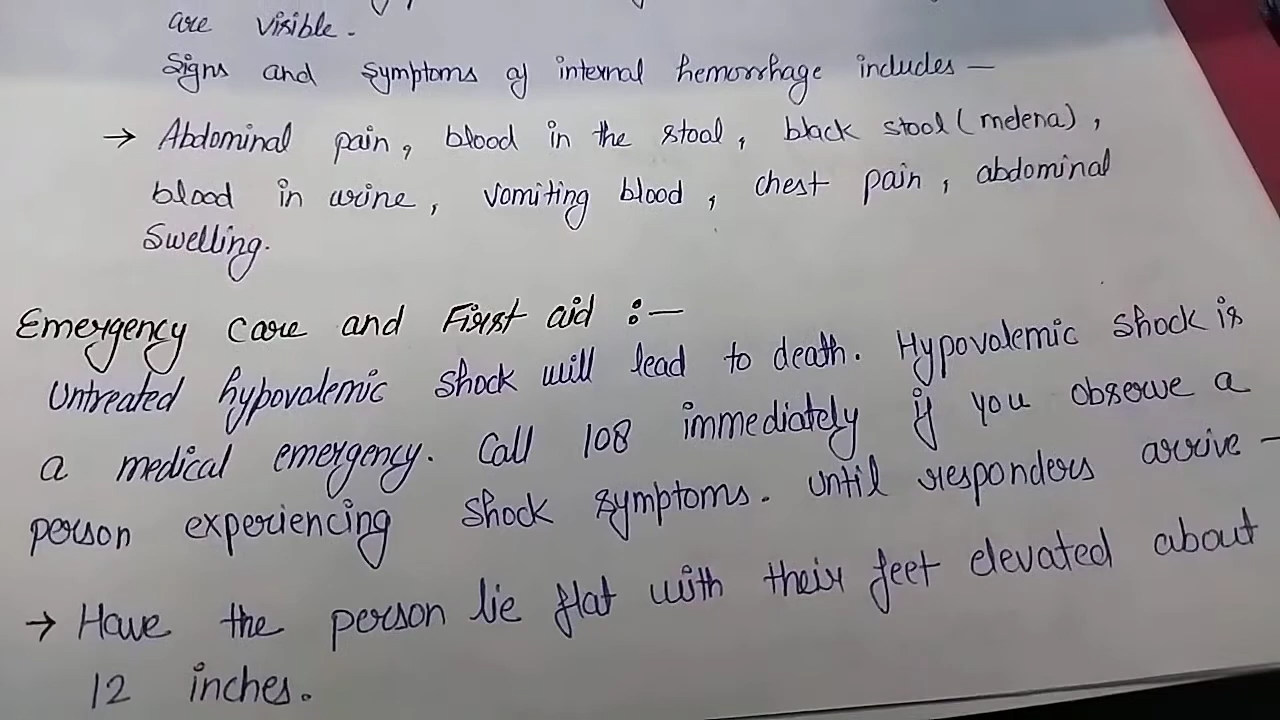 are visible.
Signs and symptoms of internal hemorrhage includes —
→ Abdominal pain, blood in the stool, black stool (melena),
blood in urine, vomiting blood, chest pain, abdominal
Swelling.
Emergency Care and First aid :—
Untreated hypovolemic shock will lead to death. Hypovolemic shock is
a medical emergency. Call 108 immediately if you observe a
person experiencing shock symptoms. Until responders arrive —
→ Have the person lie flat with their feet elevated about
12 inches.